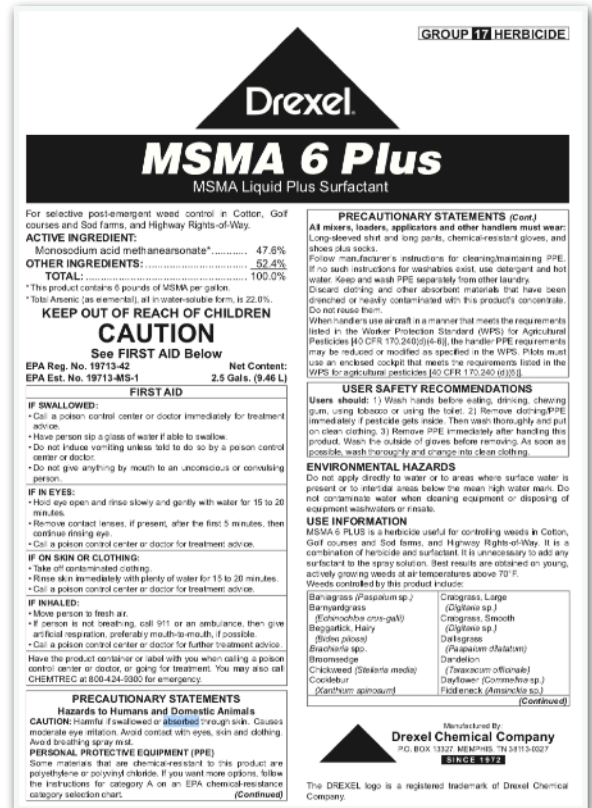 GROUP 17 HERBICIDE
Drexel®
MSMA 6 Plus
MSMA Liquid Plus Surfactant
For selective post-emergent weed control in Cotton, Golf
courses and Sod farms, and Highway Rights-of-Way.
ACTIVE INGREDIENT:
Monosodium acid methanearsonate*............ 47.6%
OTHER INGREDIENTS:.............................. 52.4%
TOTAL:.............................................. 100.0%
*This product contains 6 pounds of MSMA per gallon.
*Total Arsenic (as elemental), all in water-soluble form, is 22.0%.
KEEP OUT OF REACH OF CHILDREN
CAUTION
See FIRST AID Below
EPA Reg. No. 19713-42 Net Content:
EPA Est. No. 19713-MS-1 2.5 Gals. (9.46 L)
FIRST AID
IF SWALLOWED:
• Call a poison control center or doctor immediately for treatment
advice.
• Have person sip a glass of water if able to swallow.
• Do not induce vomiting unless told to do so by a poison control
center or doctor.
• Do not give anything by mouth to an unconscious or convulsing
person.
IF IN EYES:
• Hold eye open and rinse slowly and gently with water for 15 to 20
minutes.
• Remove contact lenses, if present, after the first 5 minutes, then
continue rinsing eye.
• Call a poison control center or doctor for treatment advice.
IF ON SKIN OR CLOTHING:
• Take off contaminated clothing.
• Rinse skin immediately with plenty of water for 15 to 20 minutes.
• Call a poison control center or doctor for treatment advice.
IF INHALED:
• Move person to fresh air.
• If person is not breathing, call 911 or an ambulance, then give
artificial respiration, preferably mouth-to-mouth, if possible.
• Call a poison control center or doctor for further treatment advice.
Have the product container or label with you when calling a poison
control center or doctor, or going for treatment. You may also call
CHEMTREC at 800-424-9300 for emergency.
PRECAUTIONARY STATEMENTS
Hazards to Humans and Domestic Animals
CAUTION: Harmful if swallowed or absorbed through skin. Causes
moderate eye irritation. Avoid contact with eyes, skin and clothing.
Avoid breathing spray mist.
PERSONAL PROTECTIVE EQUIPMENT (PPE)
Some materials that are chemical-resistant to this product are
polyethylene or polyvinyl chloride. If you want more options, follow
the instructions for category A on an EPA chemical-resistance
category selection chart. (Continued)
PRECAUTIONARY STATEMENTS (Cont.)
All mixers, loaders, applicators and other handlers must wear:
Long-sleeved shirt and long pants, chemical-resistant gloves, and
shoes plus socks.
Follow manufacturer's instructions for cleaning/maintaining PPE.
If no such instructions for washables exist, use detergent and hot
water. Keep and wash PPE separately from other laundry.
Discard clothing and other absorbent materials that have been
drenched or heavily contaminated with this product's concentrate.
Do not reuse them.
When handlers use aircraft in a manner that meets the requirements
listed in the Worker Protection Standard (WPS) for Agricultural
Pesticides [40 CFR 170.240(d)(4-6)], the handler PPE requirements
may be reduced or modified as specified in the WPS. Pilots must
use an enclosed cockpit that meets the requirements listed in the
WPS for agricultural pesticides [40 CFR 170.240 (d)(6)].
USER SAFETY RECOMMENDATIONS
Users should: 1) Wash hands before eating, drinking, chewing
gum, using tobacco or using the toilet. 2) Remove clothing/PPE
immediately if pesticide gets inside. Then wash thoroughly and put
on clean clothing. 3) Remove PPE immediately after handling this
product. Wash the outside of gloves before removing. As soon as
possible, wash thoroughly and change into clean clothing.
ENVIRONMENTAL HAZARDS
Do not apply directly to water or to areas where surface water is
present or to intertidal areas below the mean high water mark. Do
not contaminate water when cleaning equipment or disposing of
equipment washwaters or rinsate.
USE INFORMATION
MSMA 6 PLUS is a herbicide useful for controlling weeds in Cotton,
Golf courses and Sod farms, and Highway Rights-of-Way. It is a
combination of herbicide and surfactant. It is unnecessary to add any
surfactant to the spray solution. Best results are obtained on young,
actively growing weeds at air temperatures above 70°F.
Weeds controlled by this product include:
Bahiagrass (Paspalum sp.)
Barnyardgrass
(Echinochloa crus-galli)
Beggartick, Hairy
(Biden pilosa)
Brachiaria spp.
Broomsedge
Chickweed (Stellaria media)
Cocklebur
(Xanthium spinosum)
Crabgrass, Large
(Digitaria sp.)
Crabgrass, Smooth
(Digitaria sp.)
Dallisgrass
(Paspalum dilatatum)
Dandelion
(Taraxacum officinale)
Dayflower (Commelina sp.)
Fiddleneck (Amsinckia sp.)
(Continued)
Manufactured By:
Drexel Chemical Company
P.O. BOX 13327, MEMPHIS, TN 38113-0327
SINCE 1972
The DREXEL logo is a registered trademark of Drexel Chemical
Company.